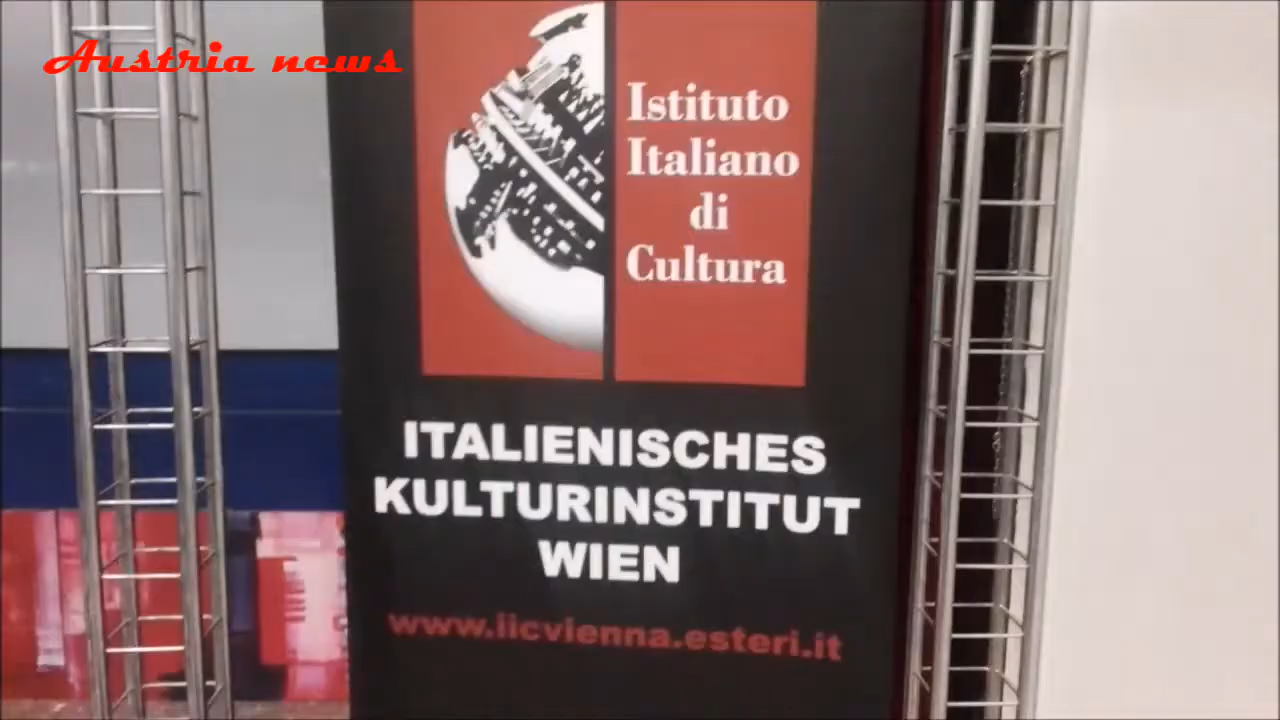 Austria news
Istituto
Italiano
di
Cultura
ITALIENISCHES
KULTURINSTITUT
WIEN
www.iicvienna.esteri.it